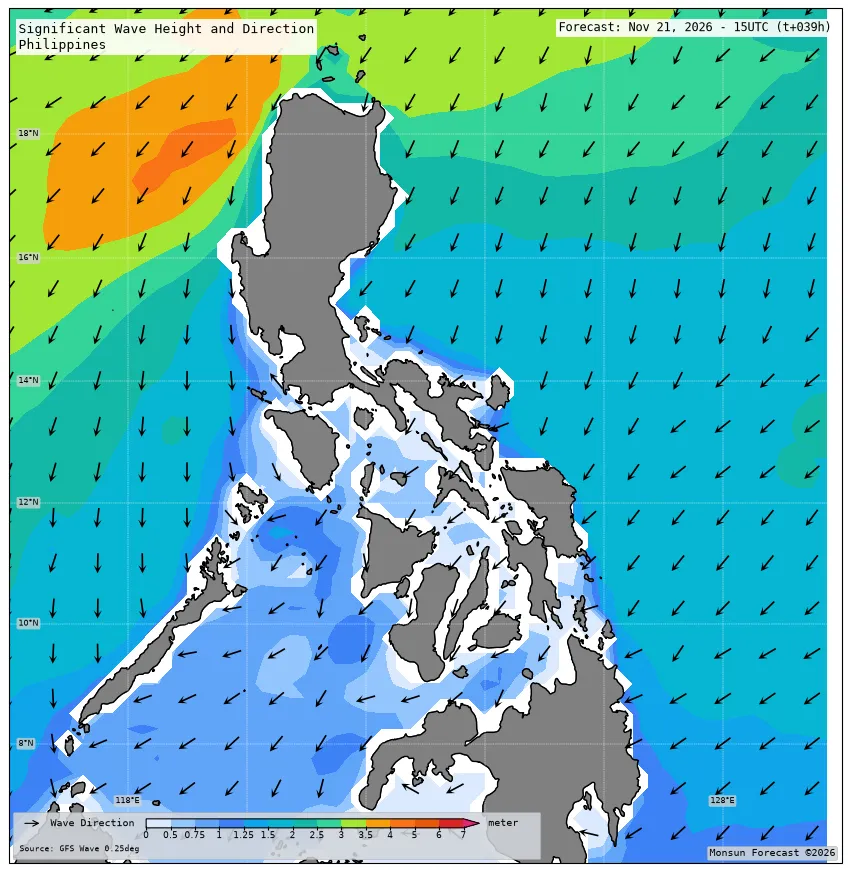 Significant Wave Height and Direction
Philippines
Forecast: Nov 21, 2026 - 15UTC (t+039h)
18°N
16°N
14°N
12°N
10°N
8°N
118°E
128°E
Wave Direction
0 0.5 0.75 1 1.25 1.5 2 2.5 3 3.5 4 5 6 7 meter
Source: GFS Wave 0.25deg
Monsun Forecast ©2026